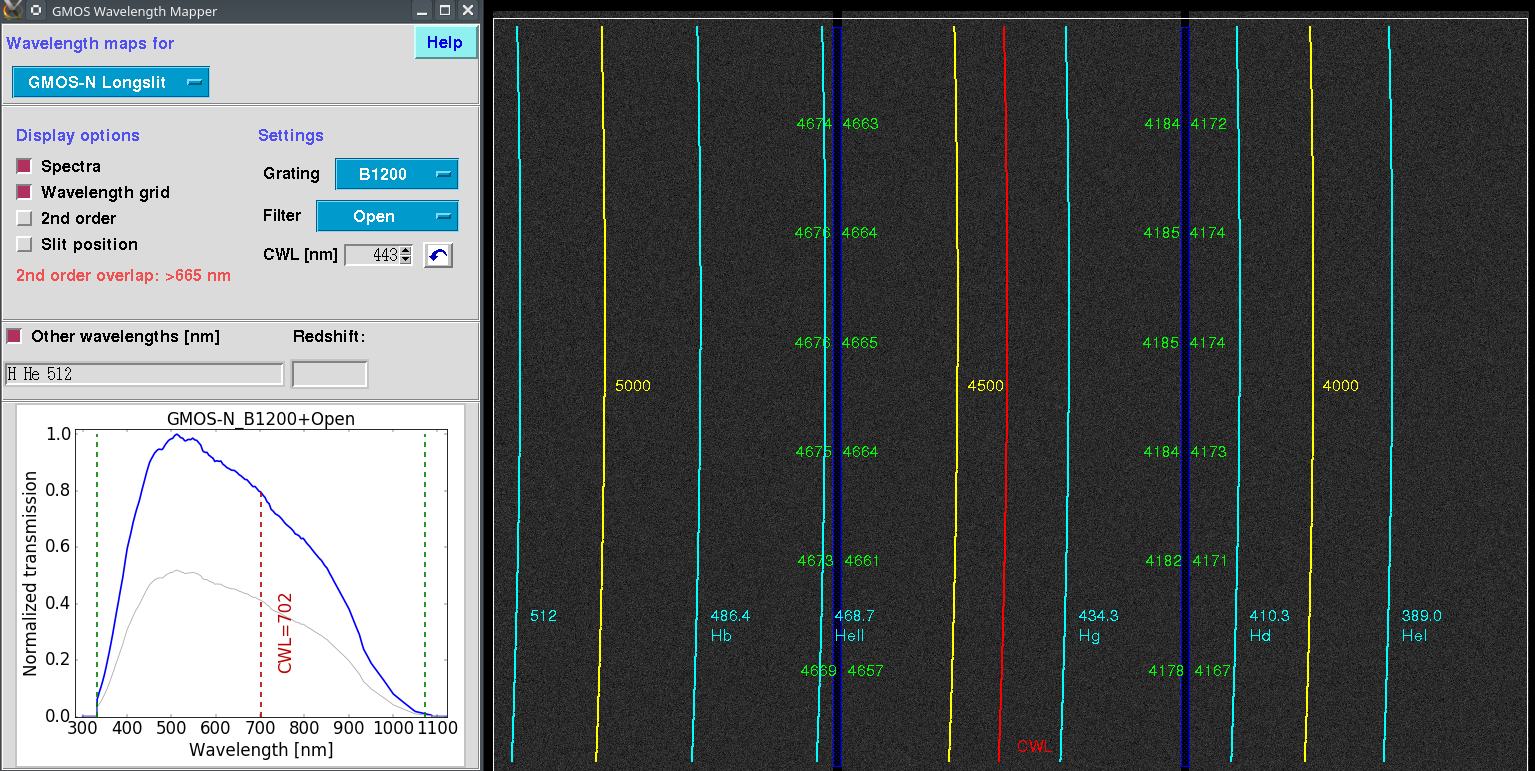 GMOS Wavelength Mapper
Wavelength maps for
Help
GMOS-N Longslit
Display options
Settings
Spectra
Wavelength grid
2nd order
Slit position
2nd order overlap: >665 nm
Grating
B1200
Filter
Open
CWL [nm]
443
Other wavelengths [nm]
Redshift:
H He 512
GMOS-N_B1200+Open
Normalized transmission
1.0
0.8
0.6
0.4
0.2
0.0
CWL=702
300 400 500 600 700 800 900 1000 1100
Wavelength [nm]
4674 4663 4184 4172
4676 4664 4185 4174
4676 4665 4185 4174
5000 4500 4000
4675 4664 4184 4173
4673 4661 4182 4171
512 486.4 468.7 434.3 410.3 389.0
Hb HeII Hg Hd HeI
4669 4657 4178 4167
CWL